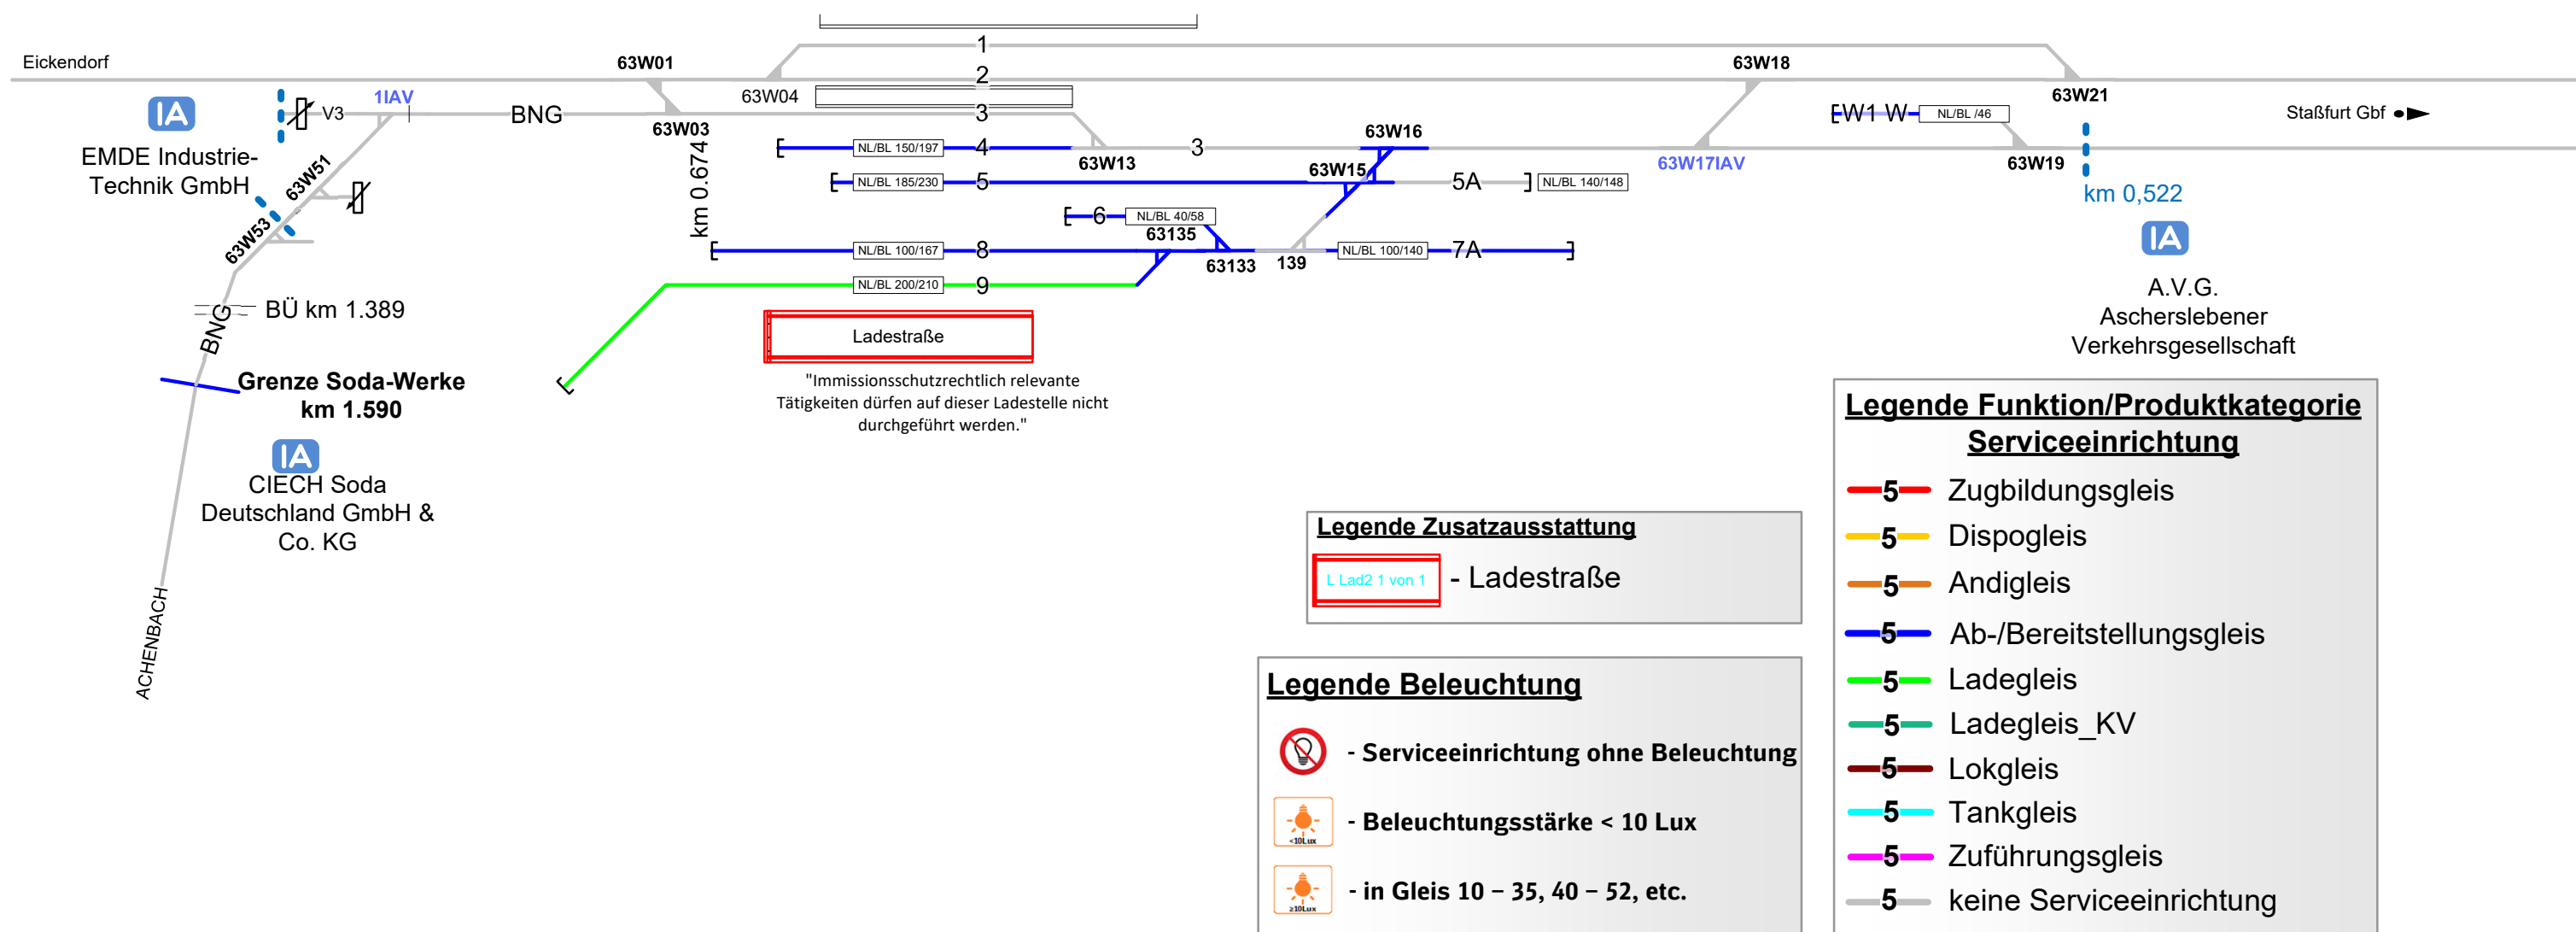 1
Eickendorf
63W01
63W18
2
63W04
1IAV
IA
V3
BNG
3
63W03
63W21
W1 W
NL/BL /46
Staßfurt Gbf
EMDE Industrie-
Technik GmbH
63W16
NL/BL 150/197
4
3
63W13
63W17IAV
63W19
km 0.674
63W51
63W15
NL/BL 185/230
5
5A
NL/BL 140/148
km 0,522
63W53
6
NL/BL 40/58
63135
IA
NL/BL 100/167
8
63133
139
NL/BL 100/140
7A
NL/BL 200/210
9
A.V.G.
Ascherslebener
Verkehrsgesellschaft
BÜ km 1.389
BNG
Ladestraße
Grenze Soda-Werke
km 1.590
"Immissionsschutzrechtlich relevante
Tätigkeiten dürfen auf dieser Ladestelle nicht
durchgeführt werden."
IA
CIECH Soda
Deutschland GmbH &
Co. KG
ACHENBACH
Legende Zusatzausstattung
L Lad2 1 von 1
- Ladestraße
Legende Beleuchtung
- Serviceeinrichtung ohne Beleuchtung
<10Lux
- Beleuchtungsstärke < 10 Lux
≥10Lux
- in Gleis 10 – 35, 40 – 52, etc.
Legende Funktion/Produktkategorie
Serviceeinrichtung
5 Zugbildungsgleis
5 Dispogleis
5 Andigleis
5 Ab-/Bereitstellungsgleis
5 Ladegleis
5 Ladegleis_KV
5 Lokgleis
5 Tankgleis
5 Zuführungsgleis
5 keine Serviceeinrichtung